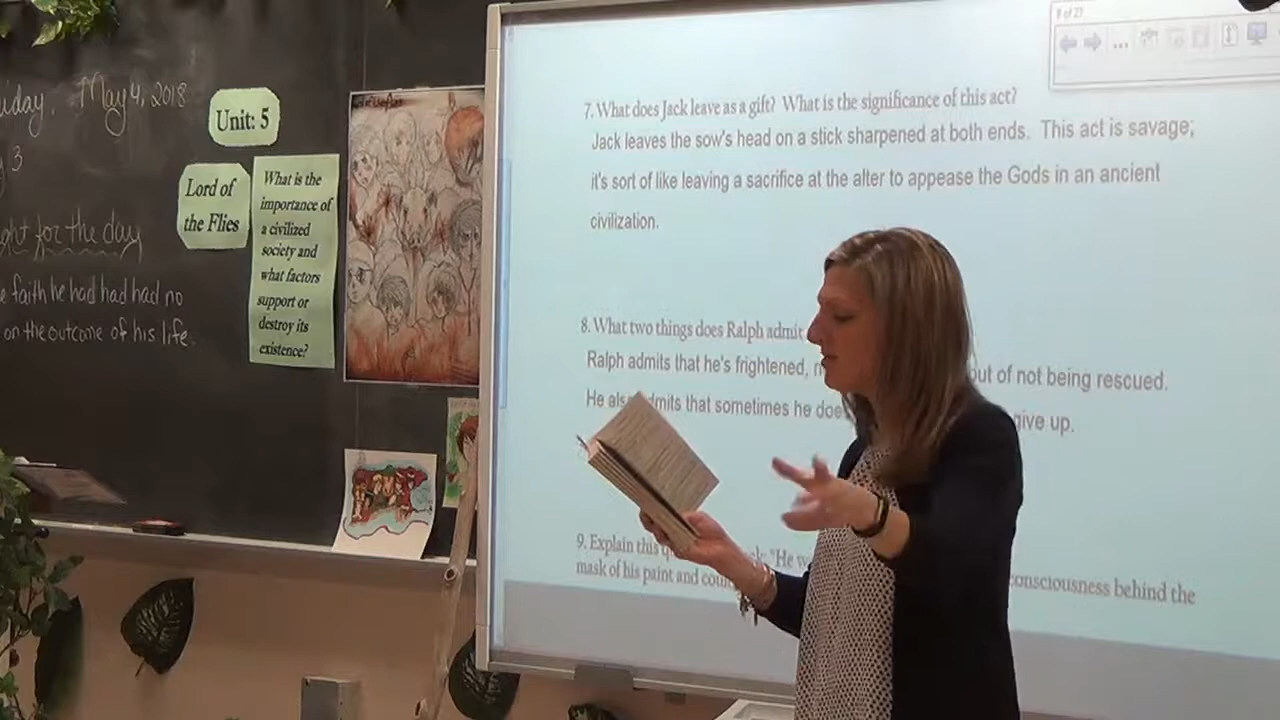 May 4, 2018
3
for the day
faith he had had had no
on the outcome of his life.
Unit: 5
Lord of
the Flies
What is the
importance of
a civilized
society and
what factors
support or
destroy its
existence?
8 of 27
7. What does Jack leave as a gift? What is the significance of this act?
Jack leaves the sow's head on a stick sharpened at both ends. This act is savage;
it's sort of like leaving a sacrifice at the alter to appease the Gods in an ancient
civilization.
8. What two things does Ralph admit
Ralph admits that he's frightened, out of not being rescued.
He also admits that sometimes he give up.
9. Explain this "He
mask of his paint and consciousness behind the